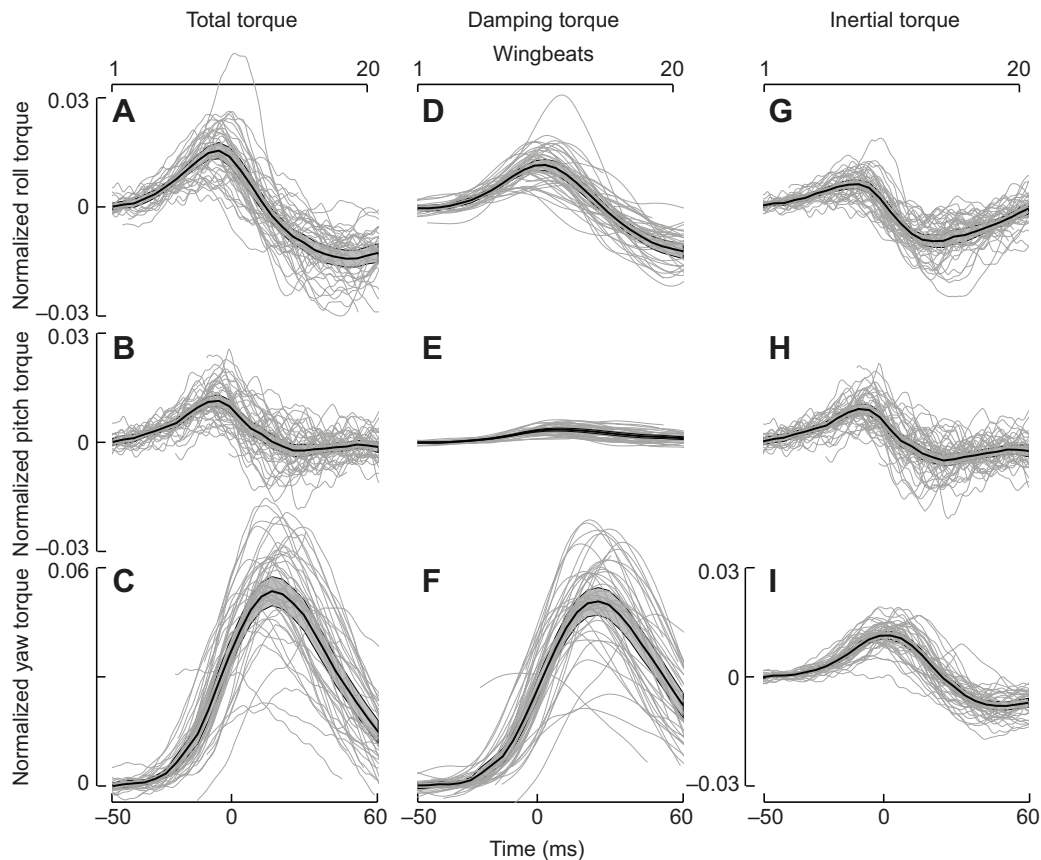 Total torque
Damping torque
Inertial torque
Wingbeats
1 20 1 20 1 20
A D G
0.03
Normalized roll torque
0
–0.03
B E H
0.03
Normalized pitch torque
0
–0.03
C F I
0.06 0.03
Normalized yaw torque
0
0 –0.03
–50 0 60 –50 0 60 –50 0 60
Time (ms)